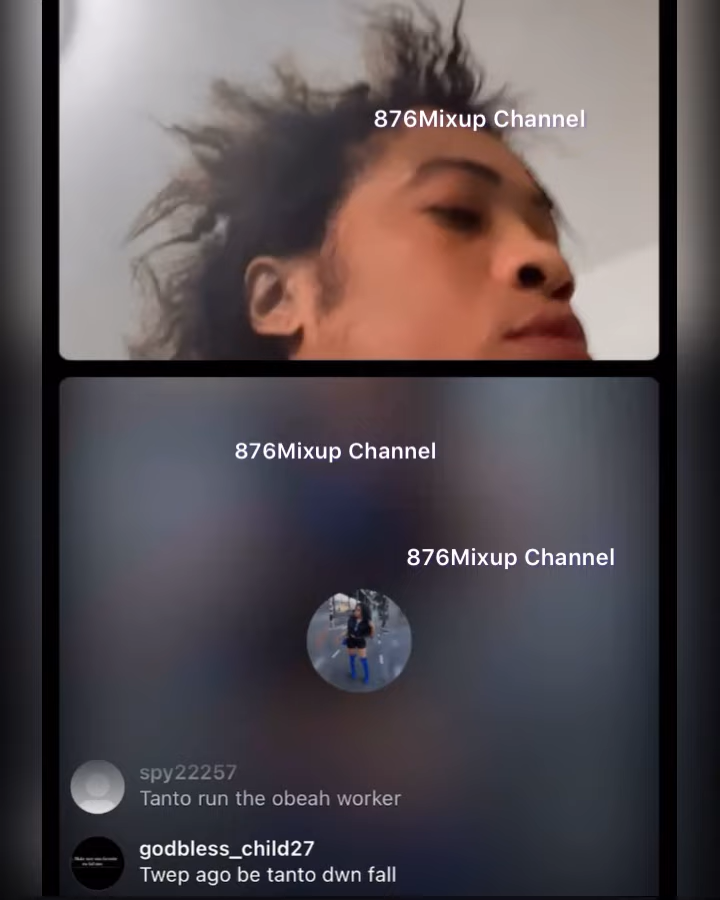 876Mixup Channel
876Mixup Channel
876Mixup Channel
spy22257
Tanto run the obeah worker
godbless_child27
Twep ago be tanto dwn fall